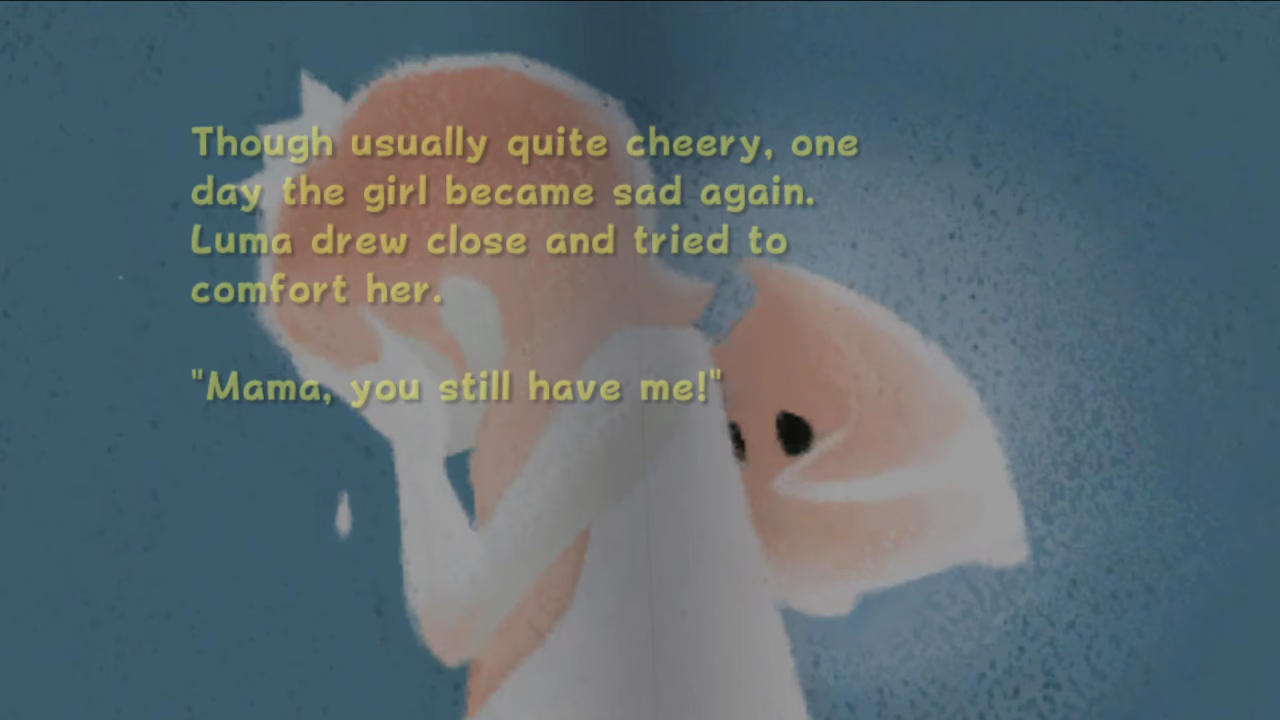 Though usually quite cheery, one
day the girl became sad again.
Luma drew close and tried to
comfort her.
"Mama, you still have me!"